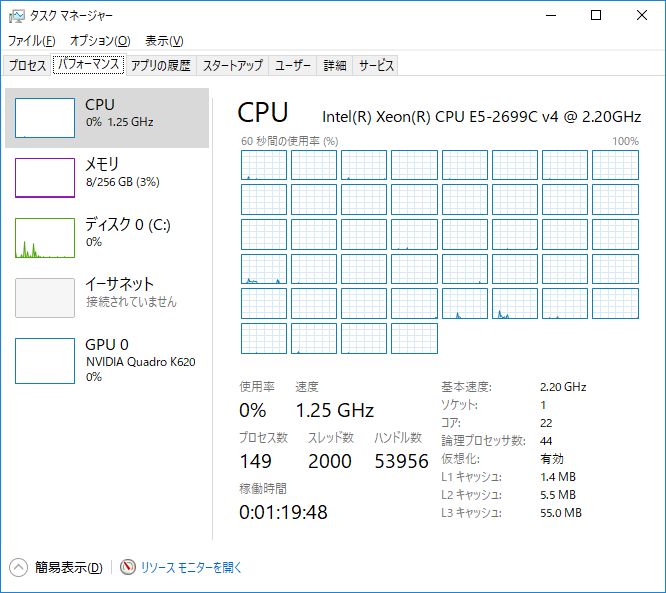 タスク マネージャー
ファイル(F) オプション(O) 表示(V)
プロセス パフォーマンス アプリの履歴 スタートアップ ユーザー 詳細 サービス
CPU
0% 1.25 GHz
メモリ
8/256 GB (3%)
ディスク 0 (C:)
0%
イーサネット
接続されていません
GPU 0
NVIDIA Quadro K620
0%
CPU Intel(R) Xeon(R) CPU E5-2699C v4 @ 2.20GHz
60 秒間の使用率 (%) 100%
使用率 速度
0% 1.25 GHz
プロセス数 スレッド数 ハンドル数
149 2000 53956
稼働時間
0:01:19:48
基本速度: 2.20 GHz
ソケット: 1
コア: 22
論理プロセッサ数: 44
仮想化: 有効
L1 キャッシュ: 1.4 MB
L2 キャッシュ: 5.5 MB
L3 キャッシュ: 55.0 MB
簡易表示(D) リソース モニターを開く